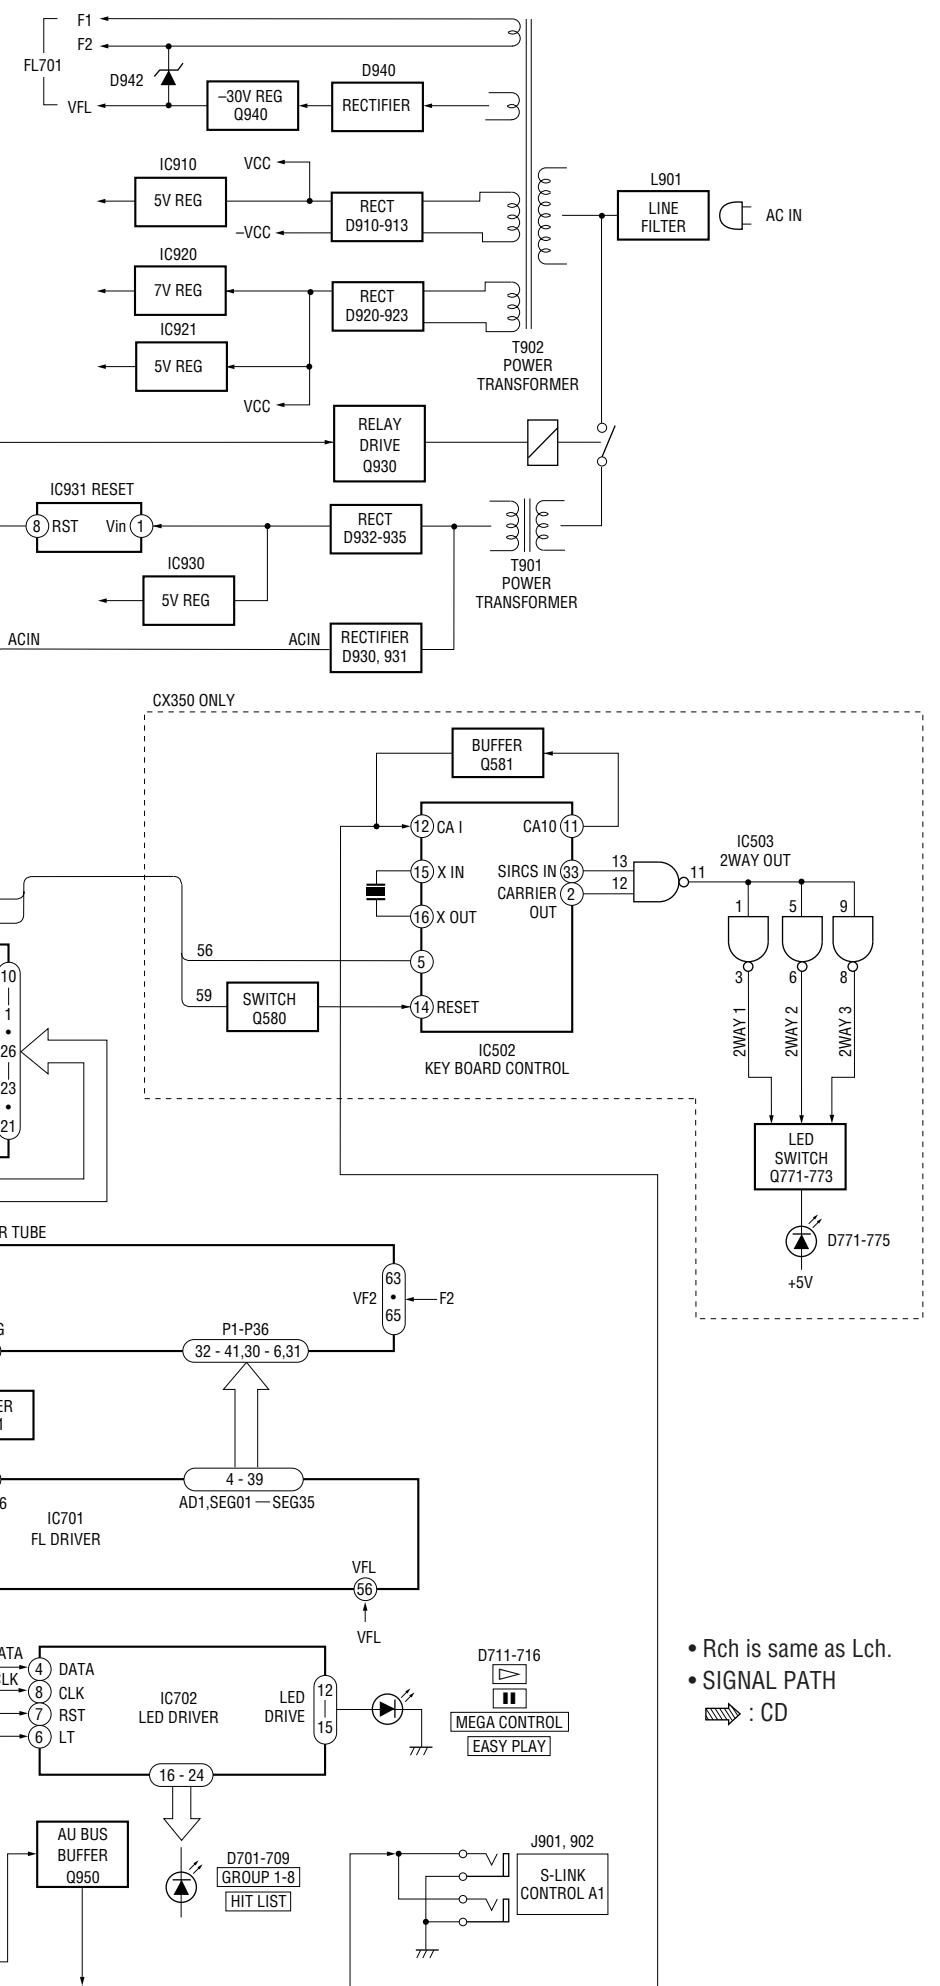 F1
F2
FL701
D942
VFL
–30V REG
Q940
D940
RECTIFIER
IC910
5V REG
VCC
–VCC
RECT
D910-913
L901
LINE
FILTER
AC IN
IC920
7V REG
IC921
5V REG
VCC
RECT
D920-923
T902
POWER
TRANSFORMER
RELAY
DRIVE
Q930
IC931 RESET
8 RST
Vin 1
RECT
D932-935
IC930
5V REG
T901
POWER
TRANSFORMER
ACIN
ACIN
RECTIFIER
D930, 931
CX350 ONLY
BUFFER
Q581
12 CA I
CA10 11
15 X IN
SIRCS IN 33
CARRIER
OUT
2
16 X OUT
13
12
IC503
2WAY OUT
11
1
5
9
3
6
8
56
5
59
SWITCH
Q580
14 RESET
IC502
KEY BOARD CONTROL
2WAY 1
2WAY 2
2WAY 3
10
1
26
23
21
LED
SWITCH
Q771-773
D771-775
+5V
R TUBE
VF2
63
65
F2
G
P1-P36
32 - 41,30 - 6,31
ER
1
4 - 39
AD1,SEG01 — SEG35
6
IC701
FL DRIVER
VFL
56
VFL
ATA
4 DATA
CLK
8 CLK
7 RST
6 LT
IC702
LED DRIVER
LED
DRIVE
12
15
16 - 24
D711-716
MEGA CONTROL
EASY PLAY
• Rch is same as Lch.
• SIGNAL PATH
: CD
AU BUS
BUFFER
Q950
D701-709
GROUP 1-8
HIT LIST
J901, 902
S-LINK
CONTROL A1